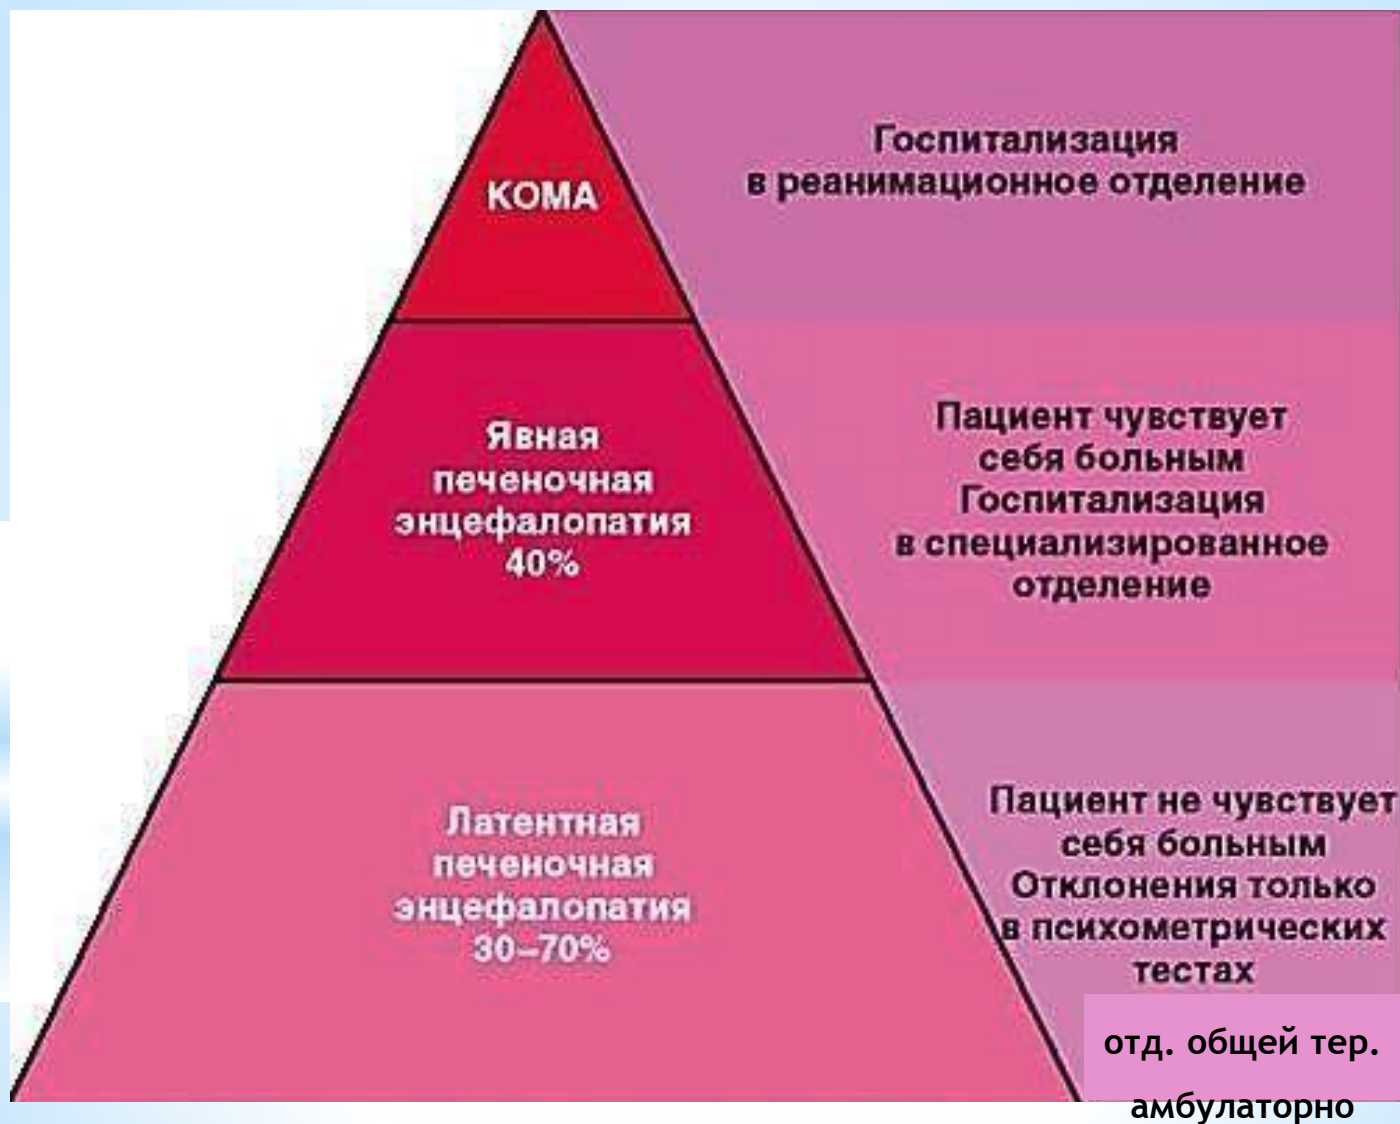 КОМА
Госпитализация
в реанимационное отделение
Явная
печеночная
энцефалопатия
40%
Пациент чувствует
себя больным
Госпитализация
в специализированное
отделение
Латентная
печеночная
энцефалопатия
30–70%
Пациент не чувствует
себя больным
Отклонения только
в психометрических
тестах
отд. общей тер.
амбулаторно